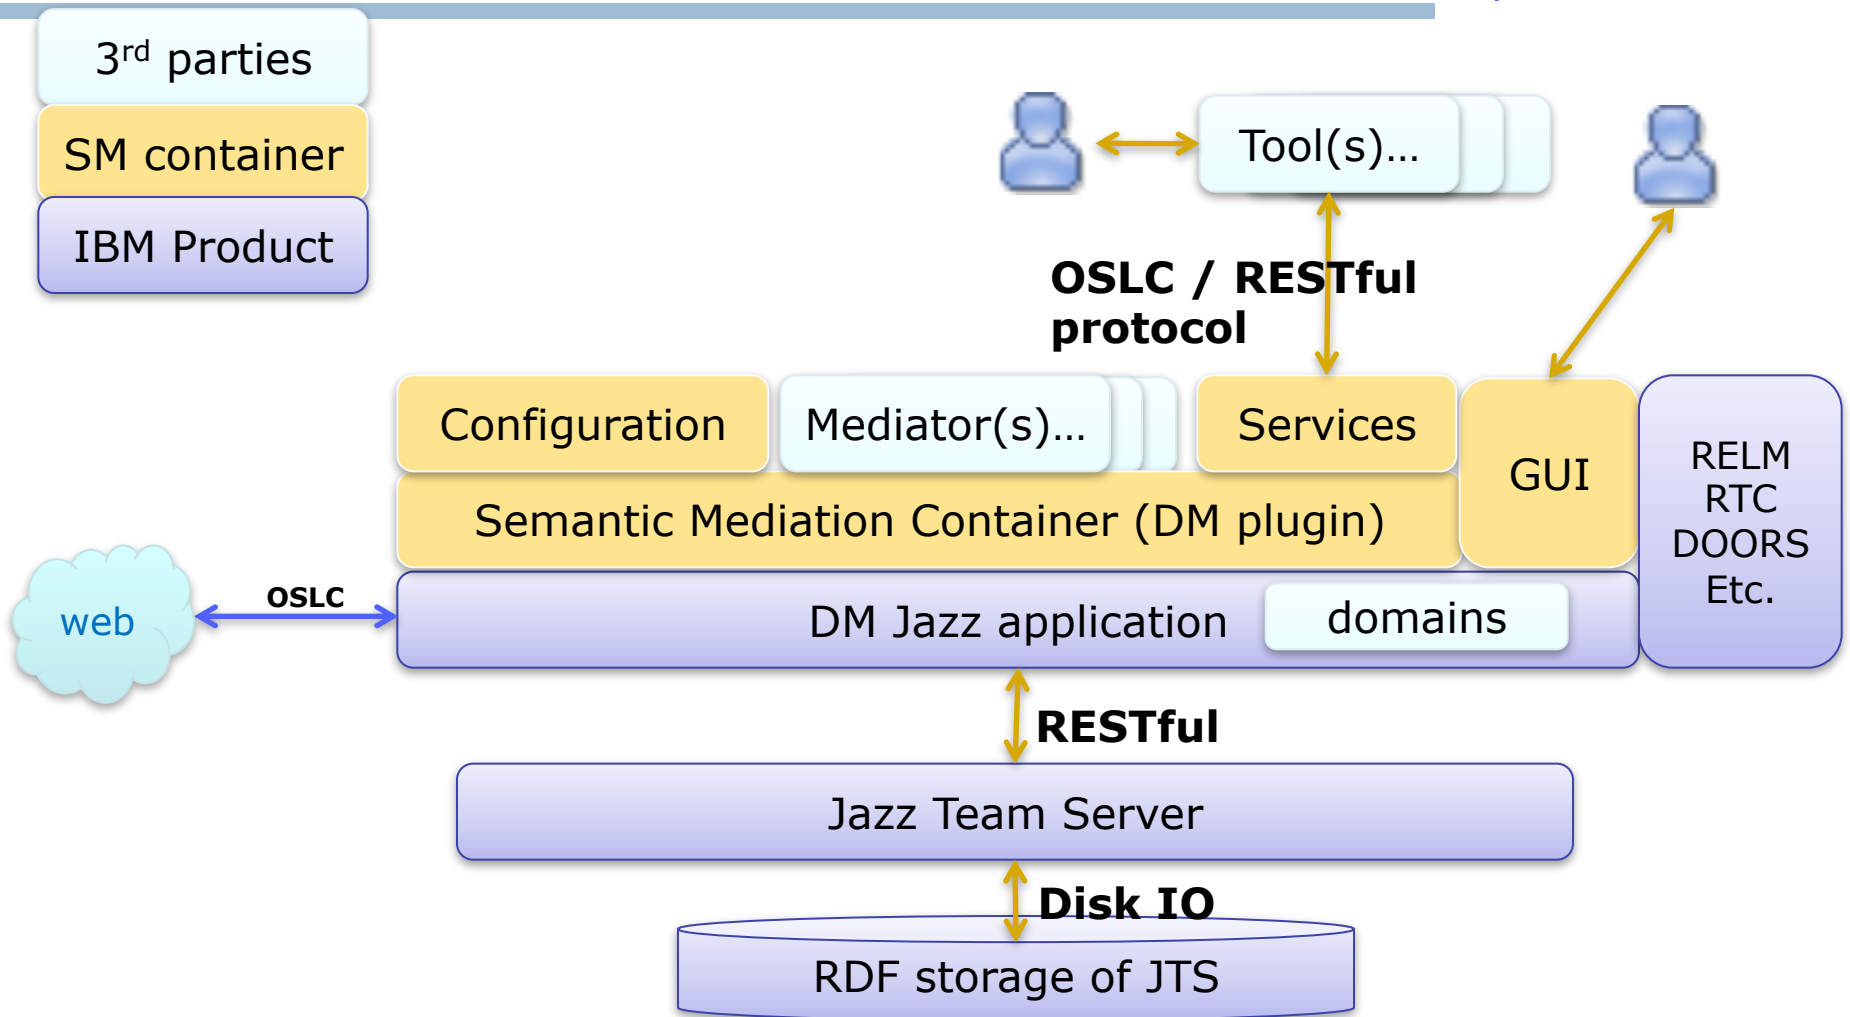 3rd parties
SM container
IBM Product
Tool(s)...
OSLC / RESTful
protocol
Configuration
Mediator(s)...
Services
GUI
RELM
RTC
DOORS
Etc.
Semantic Mediation Container (DM plugin)
web
OSLC
DM Jazz application
domains
RESTful
Jazz Team Server
Disk IO
RDF storage of JTS